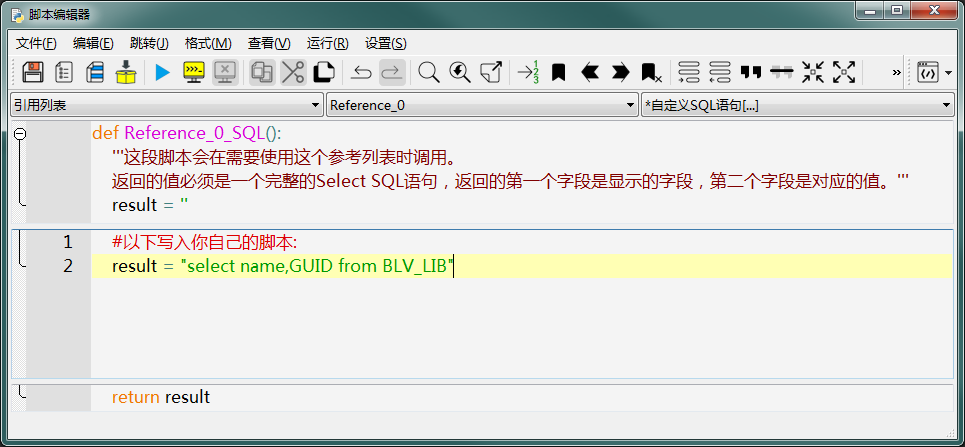 脚本编辑器
文件(F) 编辑(E) 跳转(J) 格式(M) 查看(V) 运行(R) 设置(S)
引用列表 Reference_0 *自定义SQL语句[...]
def Reference_0_SQL():
'''这段脚本会在需要使用这个参考列表时调用。
返回的值必须是一个完整的Select SQL语句，返回的第一个字段是显示的字段，第二个字段是对应的值。'''
result = ''
1 #以下写入你自己的脚本:
2 result = "select name,GUID from BLV_LIB"
return result